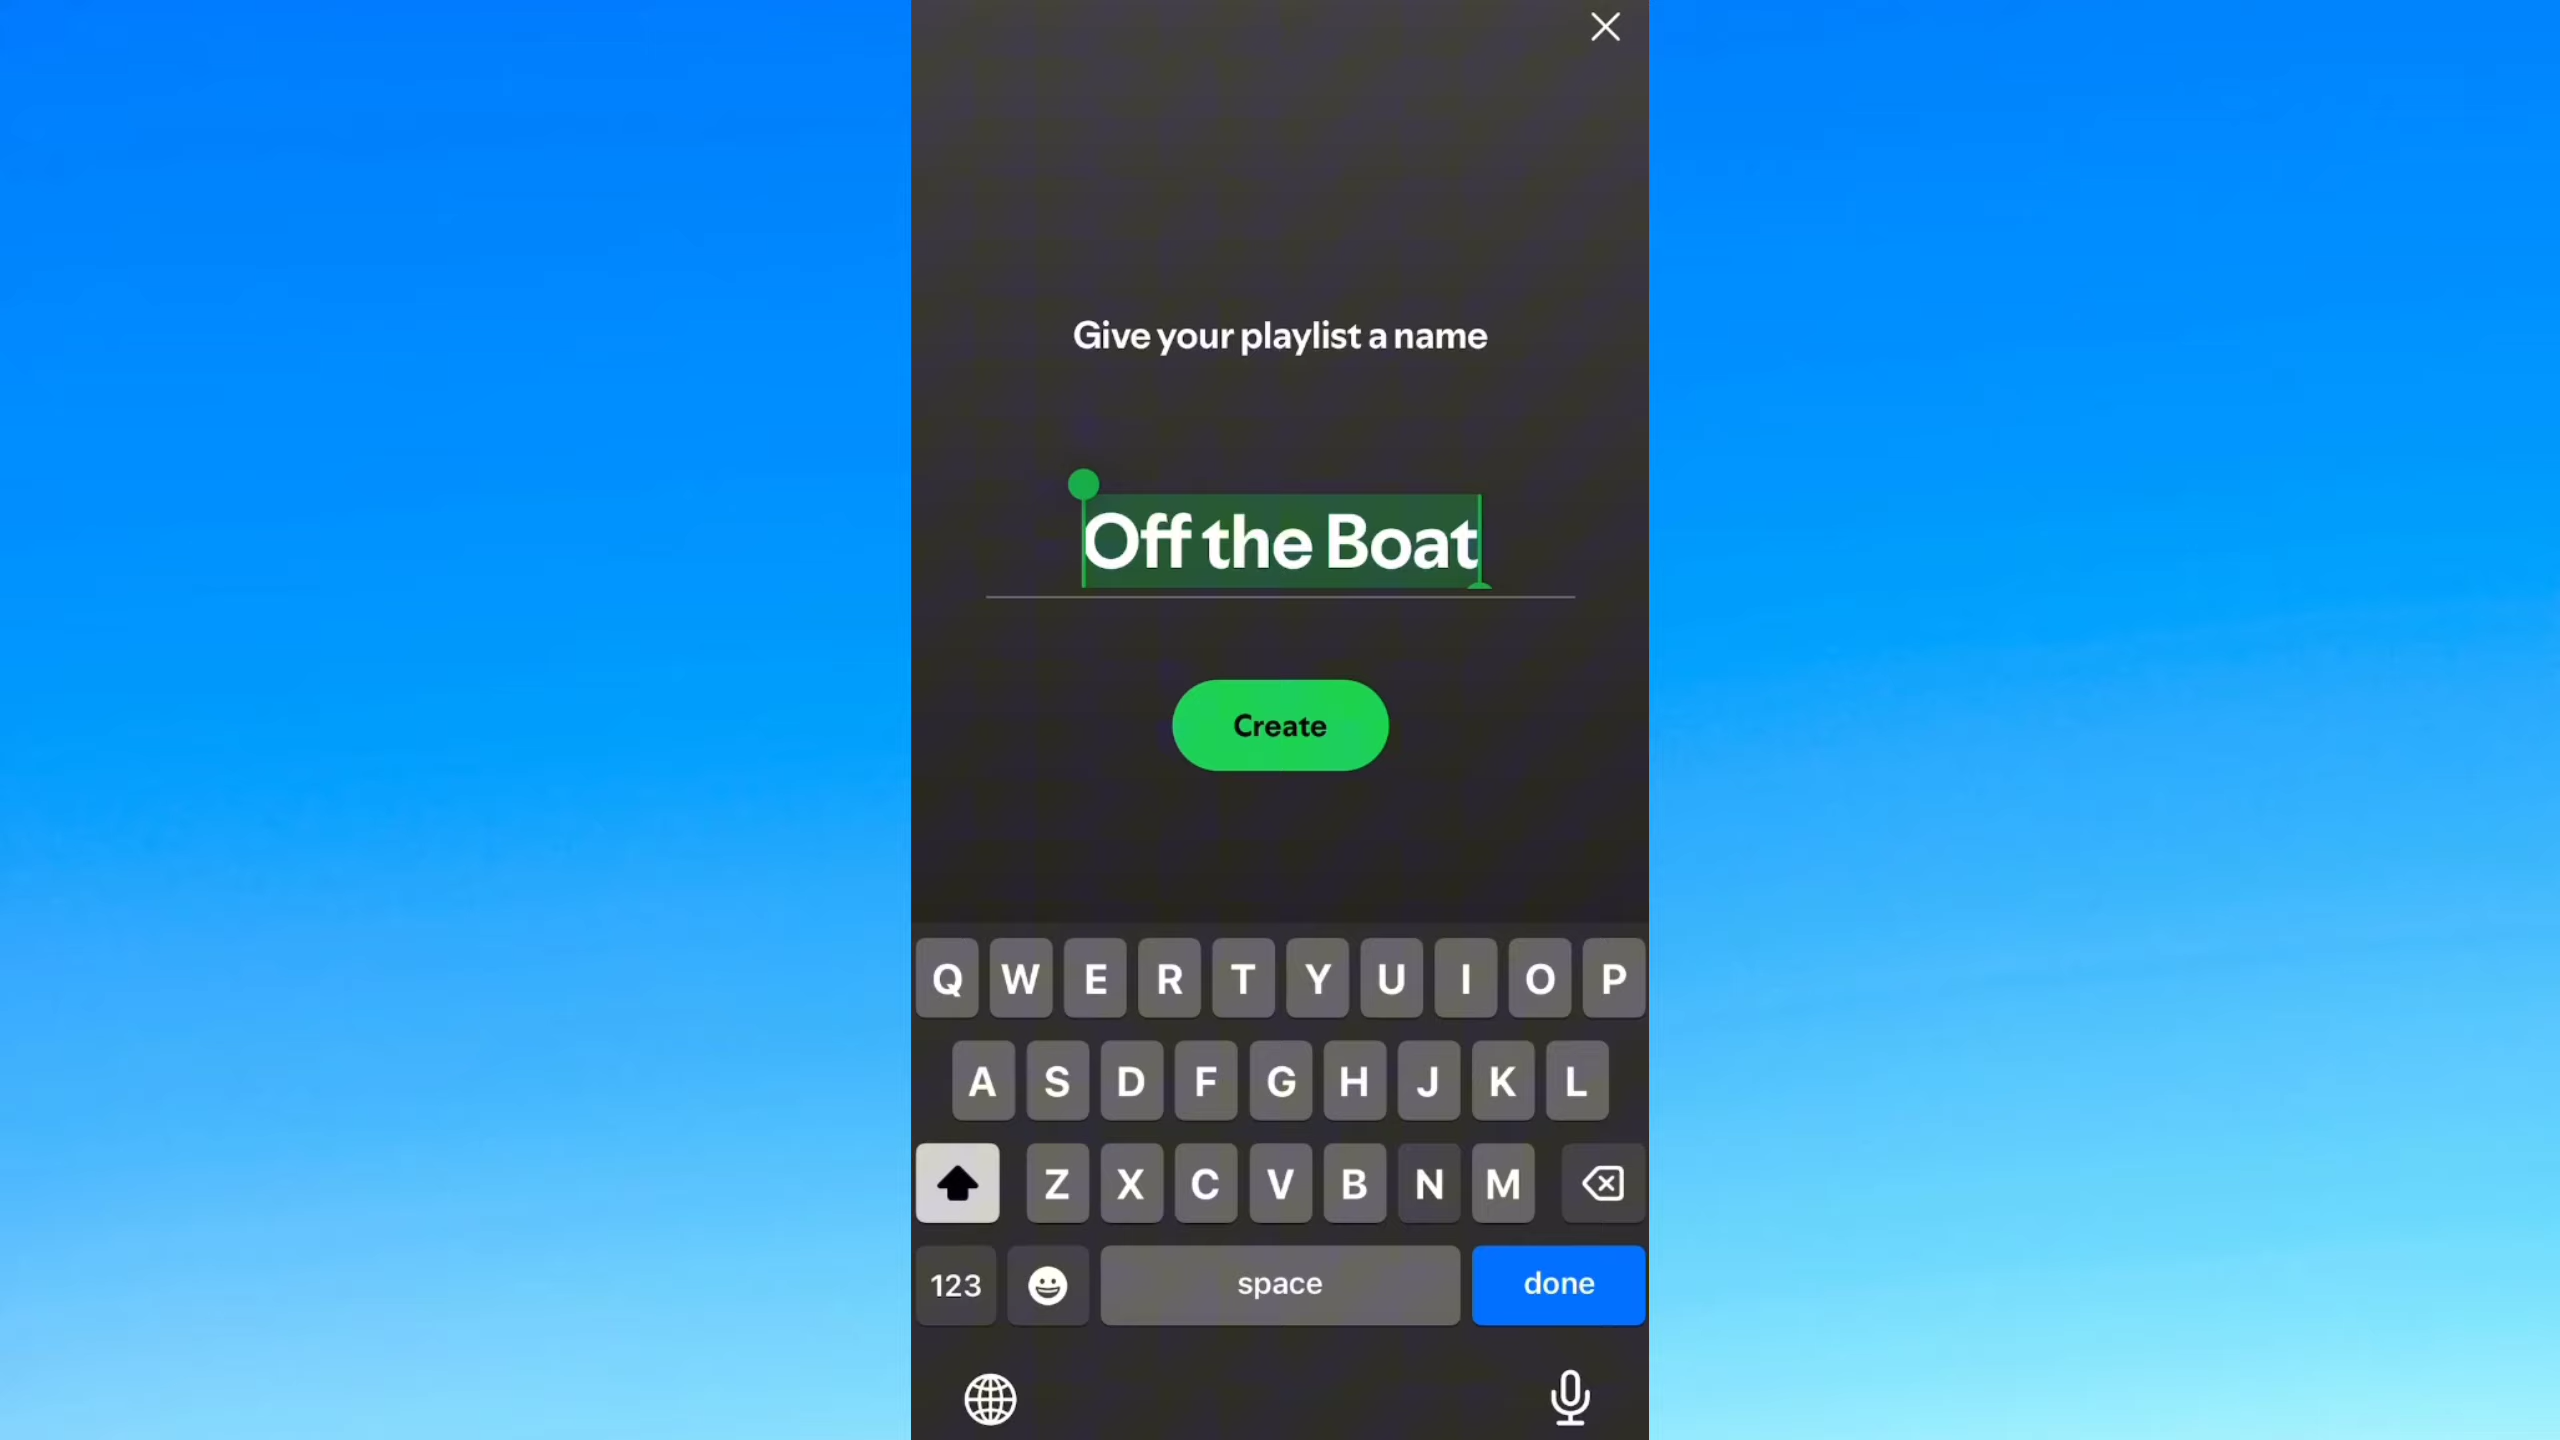 Give your playlist a name
Off the Boat
Create
Q W E R T Y U I O P
A S D F G H J K L
Z X C V B N M
123 space done